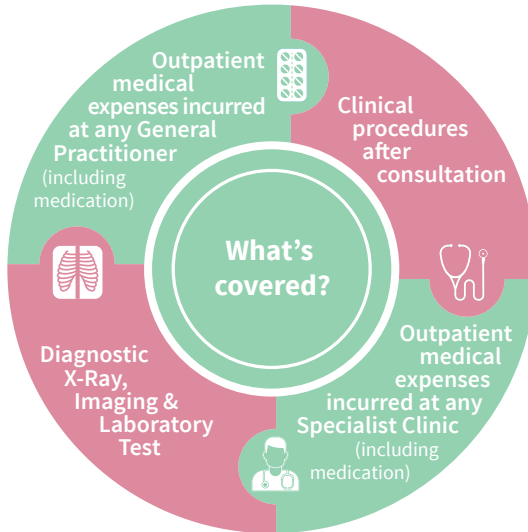 Outpatient
medical
expenses incurred
at any General
Practitioner
(including
medication)
Clinical
procedures
after
consultation
What's
covered?
Diagnostic
X-Ray,
Imaging &
Laboratory
Test
Outpatient
medical
expenses
incurred at any
Specialist Clinic
(including
medication)